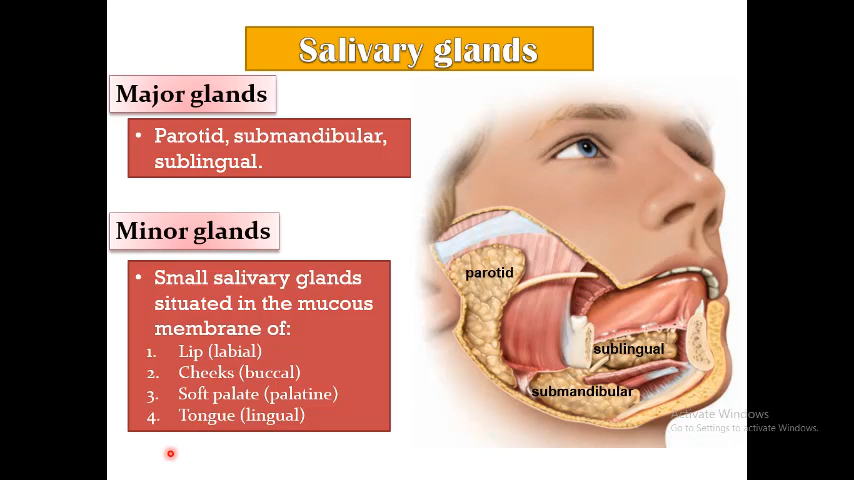 Salivary glands
Major glands
• Parotid, submandibular,
sublingual.
Minor glands
• Small salivary glands
situated in the mucous
membrane of:
1. Lip (labial)
2. Cheeks (buccal)
3. Soft palate (palatine)
4. Tongue (lingual)
parotid
sublingual
submandibular
Activate Windows
Go to Settings to activate Windows.